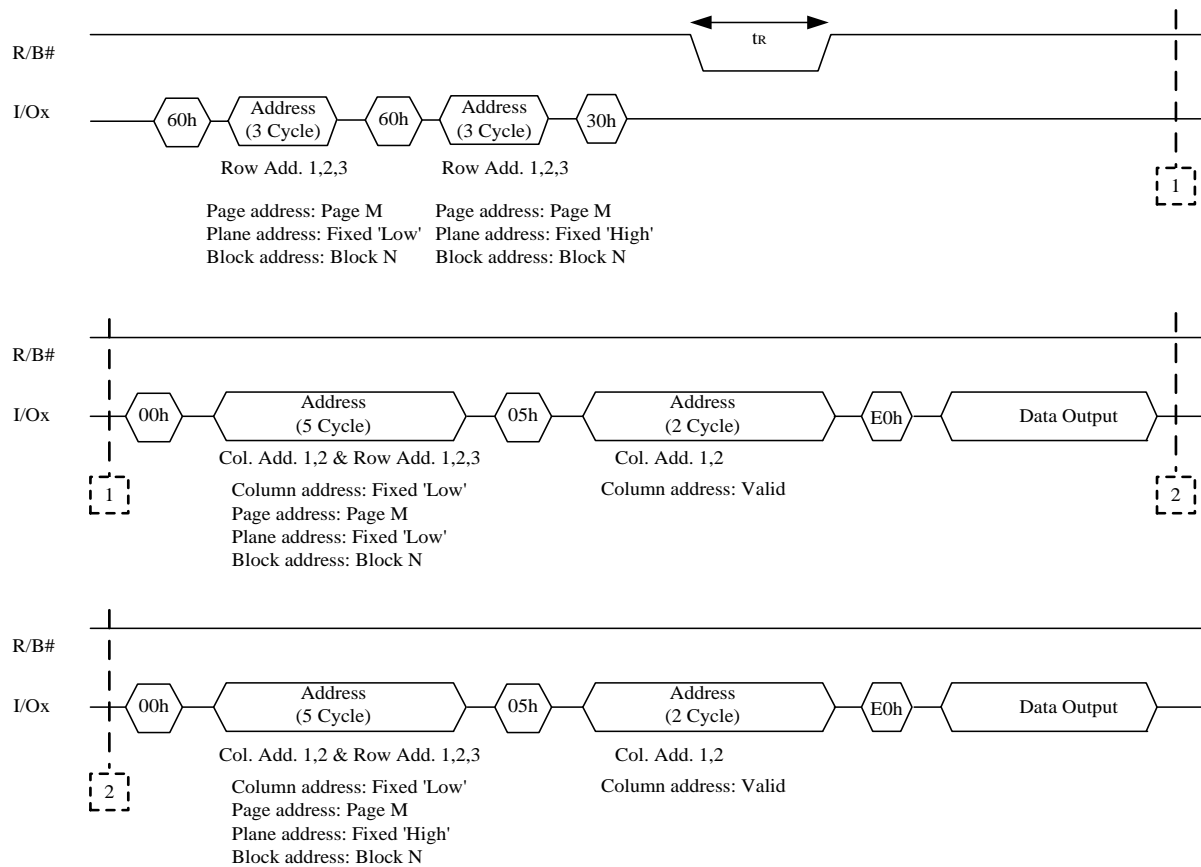 tR
R/B#
I/Ox
60h
Address
(3 Cycle)
60h
Address
(3 Cycle)
30h
Row Add. 1,2,3
Row Add. 1,2,3
1
Page address: Page M
Plane address: Fixed 'Low'
Block address: Block N
Page address: Page M
Plane address: Fixed 'High'
Block address: Block N
R/B#
I/Ox
00h
Address
(5 Cycle)
05h
Address
(2 Cycle)
E0h
Data Output
Col. Add. 1,2 & Row Add. 1,2,3
Col. Add. 1,2
1
Column address: Fixed 'Low'
Page address: Page M
Plane address: Fixed 'Low'
Block address: Block N
Column address: Valid
2
R/B#
I/Ox
00h
Address
(5 Cycle)
05h
Address
(2 Cycle)
E0h
Data Output
Col. Add. 1,2 & Row Add. 1,2,3
Col. Add. 1,2
2
Column address: Fixed 'Low'
Page address: Page M
Plane address: Fixed 'High'
Block address: Block N
Column address: Valid